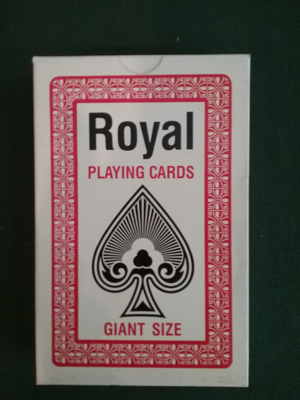 Royal
PLAYING CARDS
GIANT SIZE